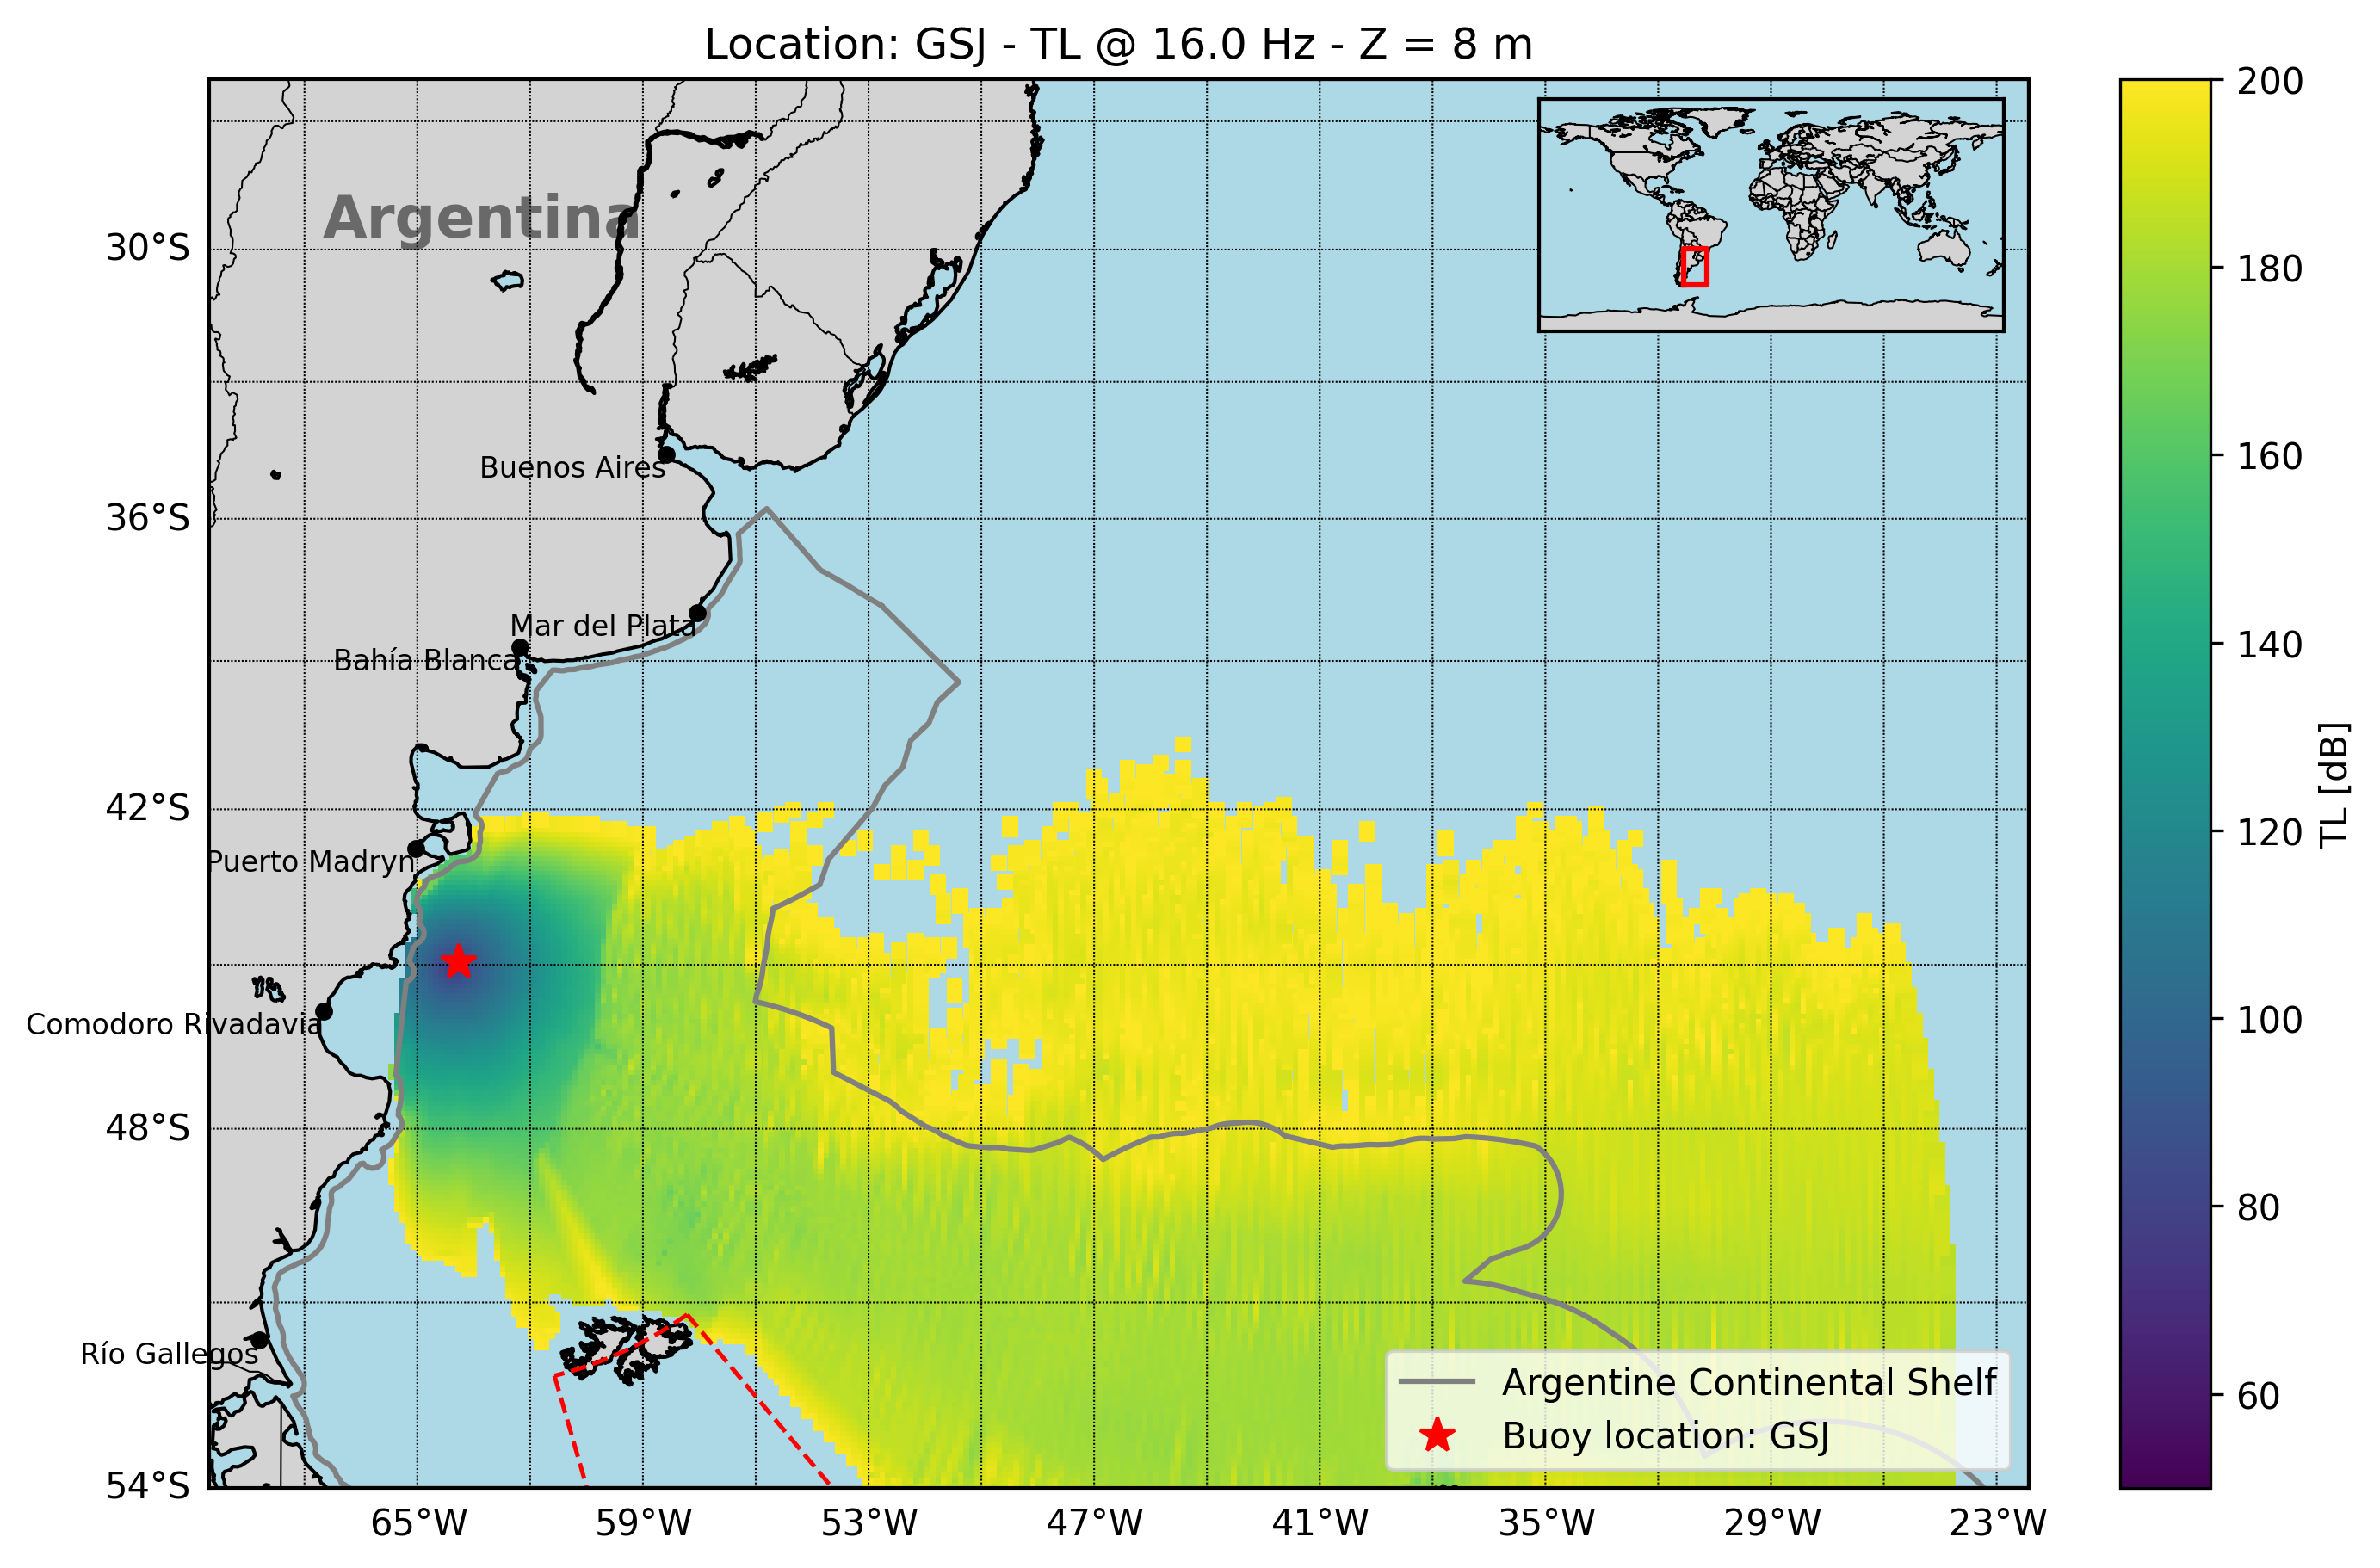 Location: GSJ - TL @ 16.0 Hz - Z = 8 m
Argentina
30°S
Buenos Aires
36°S
Mar del Plata
Bahía Blanca
42°S
Puerto Madryn
Comodoro Rivadavia
48°S
Río Gallegos
54°S
65°W
59°W
53°W
47°W
41°W
35°W
29°W
23°W
Argentine Continental Shelf
Buoy location: GSJ
200
180
160
140
120
100
80
60
TL [dB]